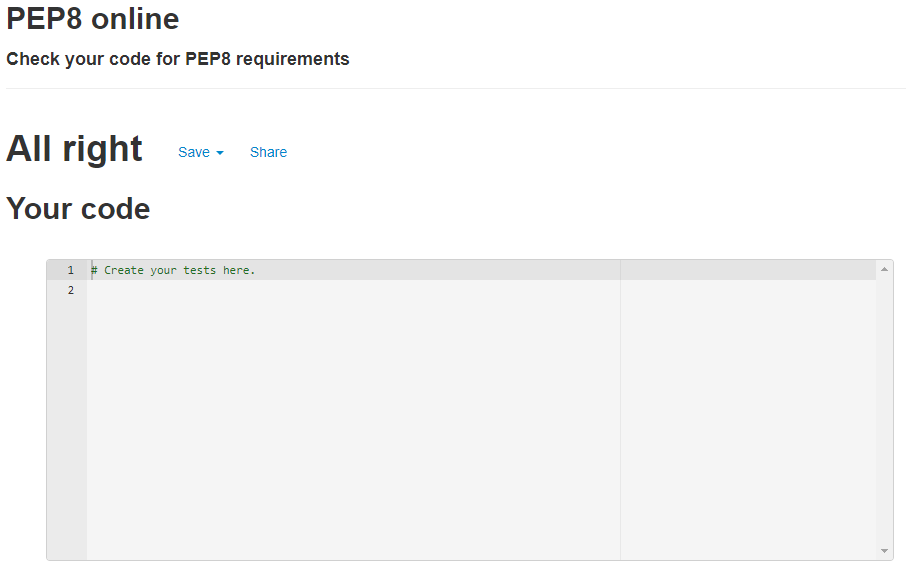 PEP8 online
Check your code for PEP8 requirements
All right Save Share
Your code
1 # Create your tests here.
2